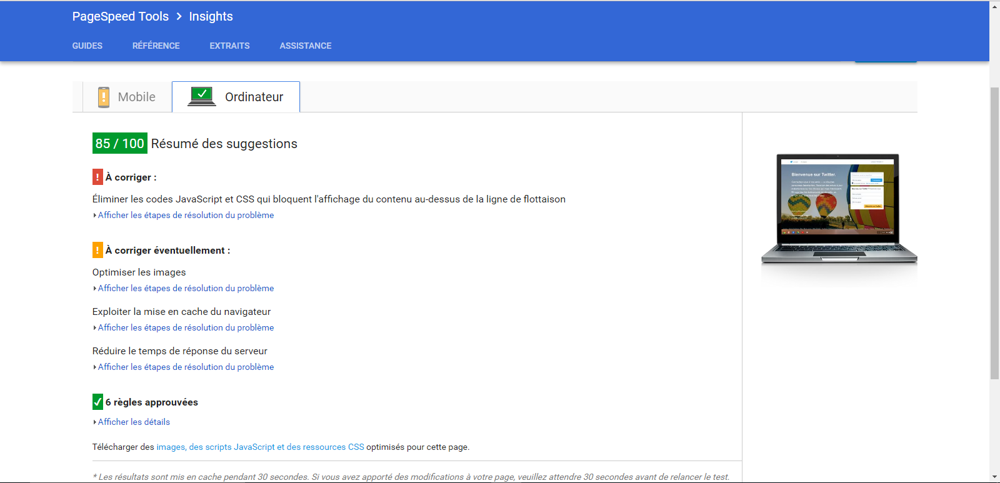 PageSpeed Tools > Insights
GUIDES RÉFÉRENCE EXTRAITS ASSISTANCE
Mobile Ordinateur
85 / 100 Résumé des suggestions
! À corriger :
Éliminer les codes JavaScript et CSS qui bloquent l'affichage du contenu au-dessus de la ligne de flottaison
Afficher les étapes de résolution du problème
! À corriger éventuellement :
Optimiser les images
Afficher les étapes de résolution du problème
Exploiter la mise en cache du navigateur
Afficher les étapes de résolution du problème
Réduire le temps de réponse du serveur
Afficher les étapes de résolution du problème
6 règles approuvées
Afficher les détails
Télécharger des images, des scripts JavaScript et des ressources CSS optimisés pour cette page.
* Les résultats sont mis en cache pendant 30 secondes. Si vous avez apporté des modifications à votre page, veuillez attendre 30 secondes avant de relancer le test.
Bienvenue sur Twitter.